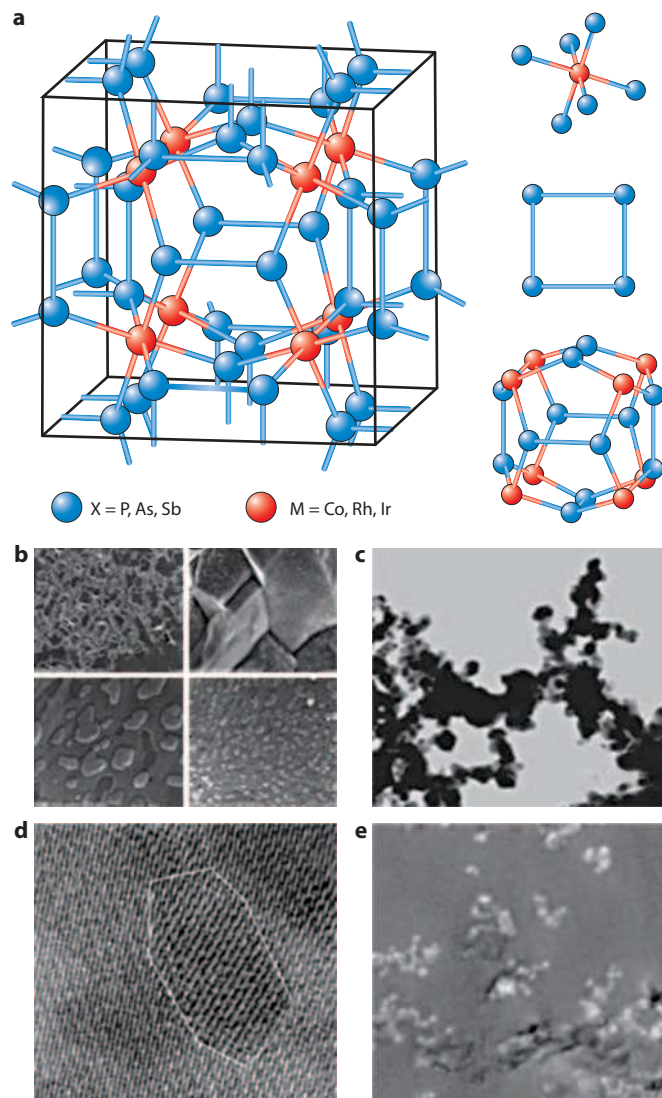 a
X = P, As, Sb
M = Co, Rh, Ir
b
c
d
e